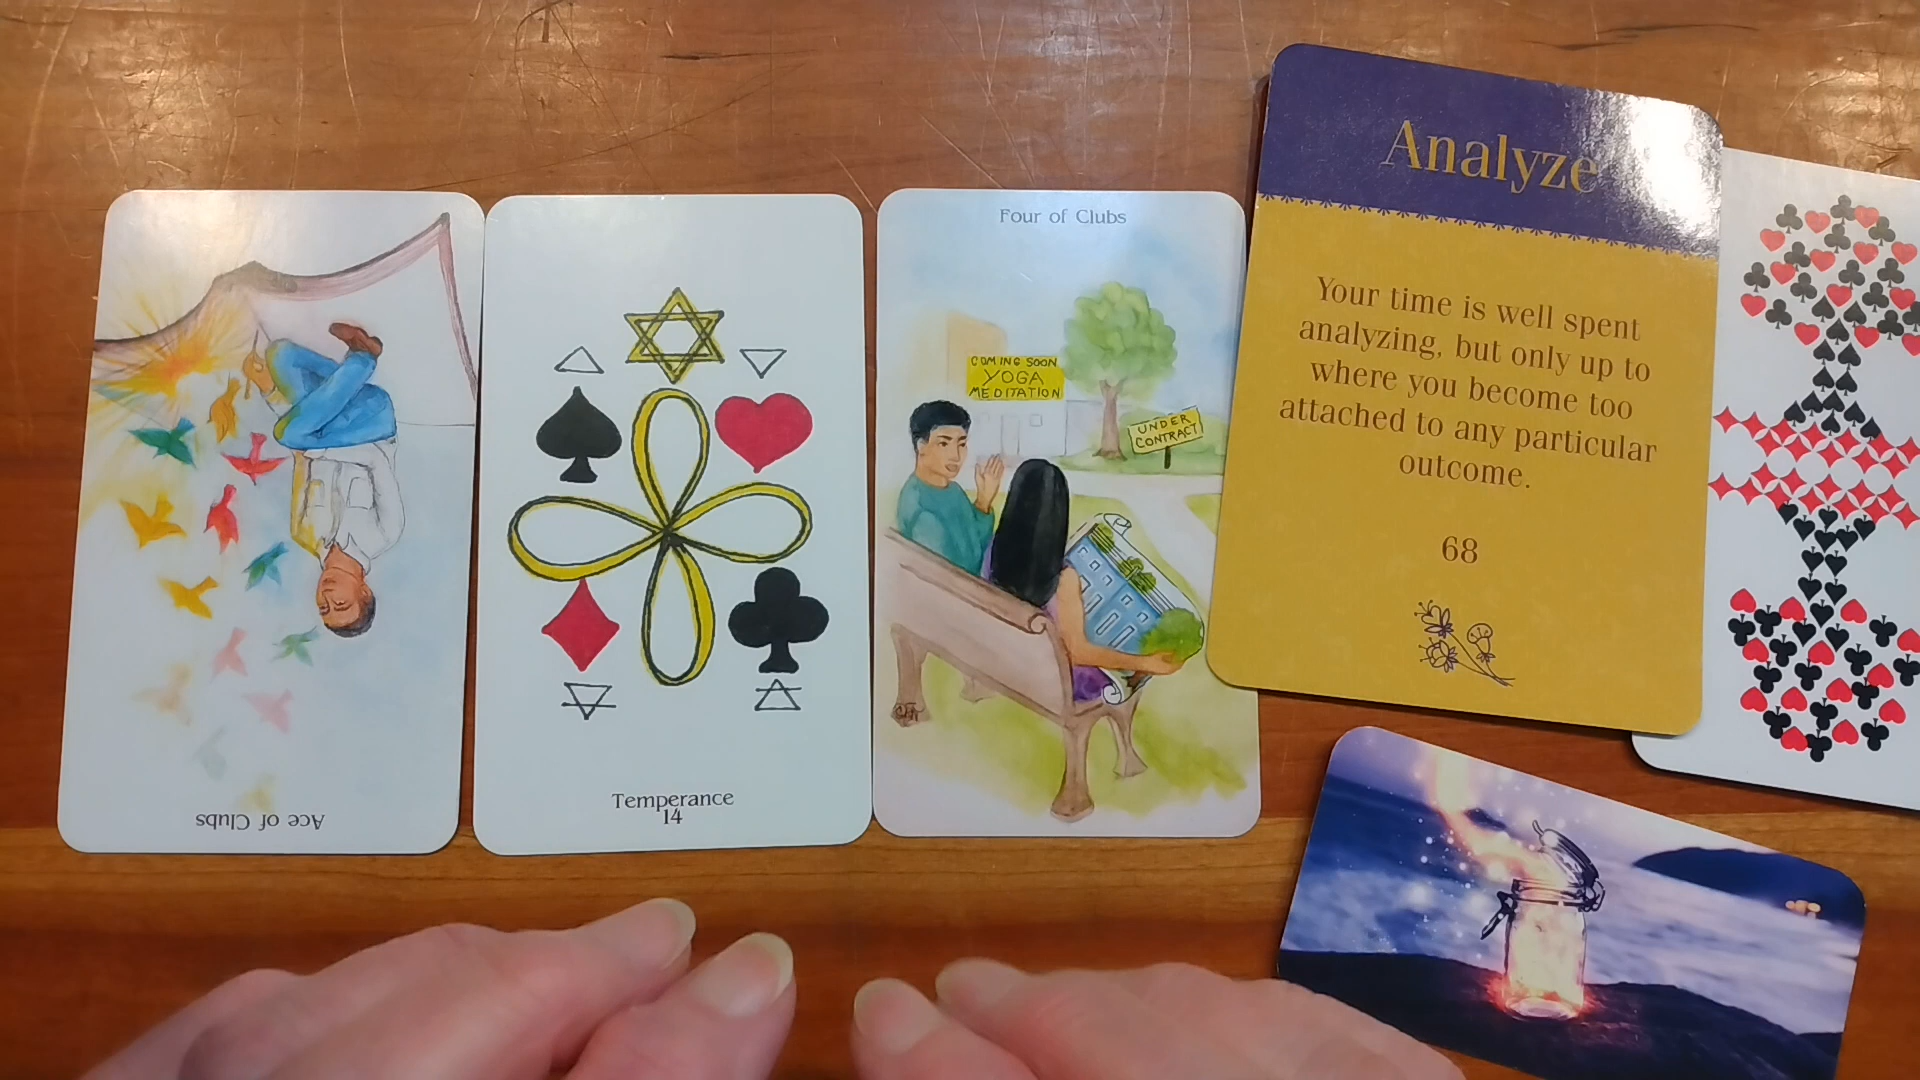 Ace of Clubs
Temperance
14
Four of Clubs
COMING SOON
YOGA
MEDITATION
UNDER
CONTRACT
Analyze
Your time is well spent
analyzing, but only up to
where you become too
attached to any particular
outcome.
68